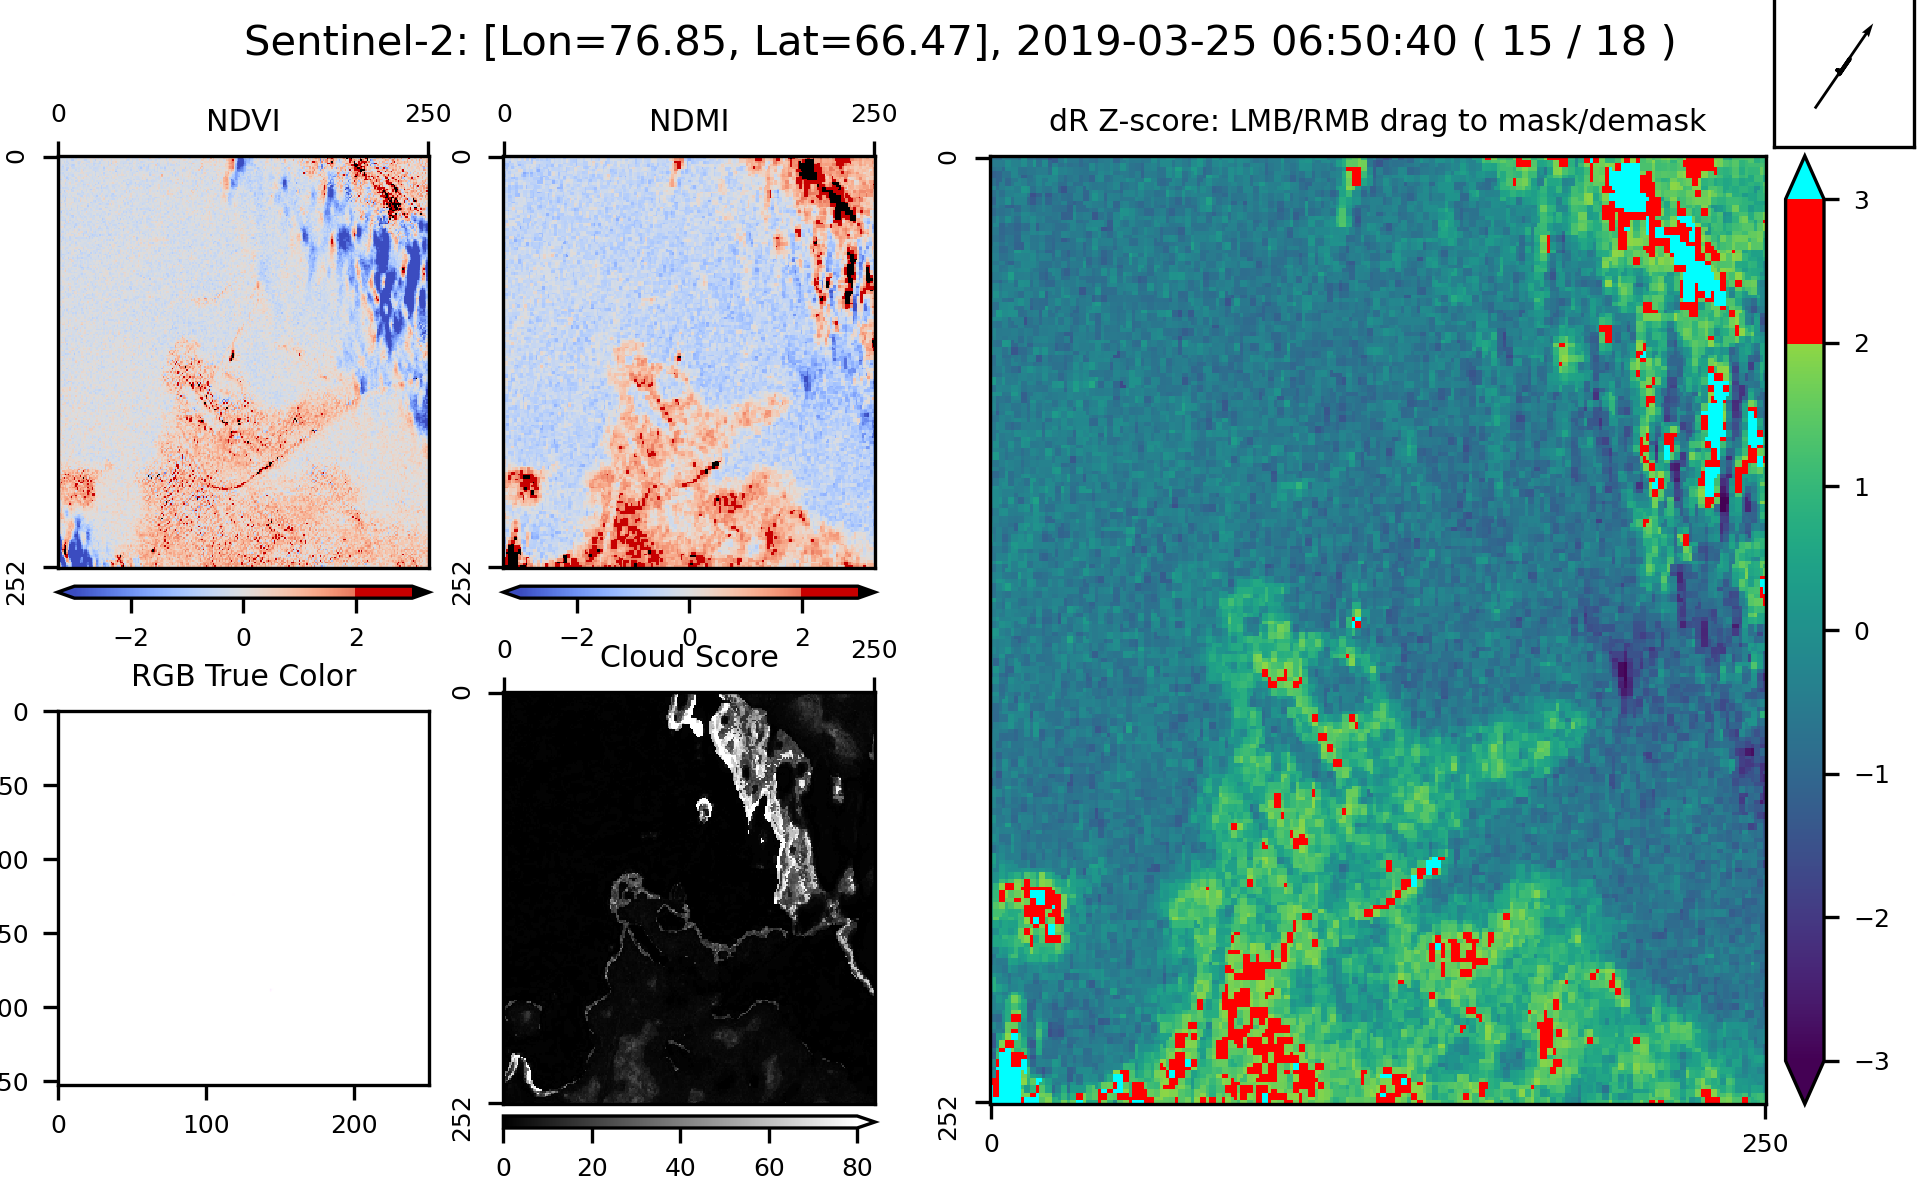 Sentinel-2: [Lon=76.85, Lat=66.47], 2019-03-25 06:50:40 ( 15 / 18 )
NDVI
0 250
0
252
−2 0 2
NDMI
0 250
0
252
−2 0 2
dR Z-score: LMB/RMB drag to mask/demask
0
252
0 250
3
2
1
0
−1
−2
−3
RGB True Color
0
50
00
50
00
50
0 100 200
Cloud Score
0 250
0
252
0 20 40 60 80